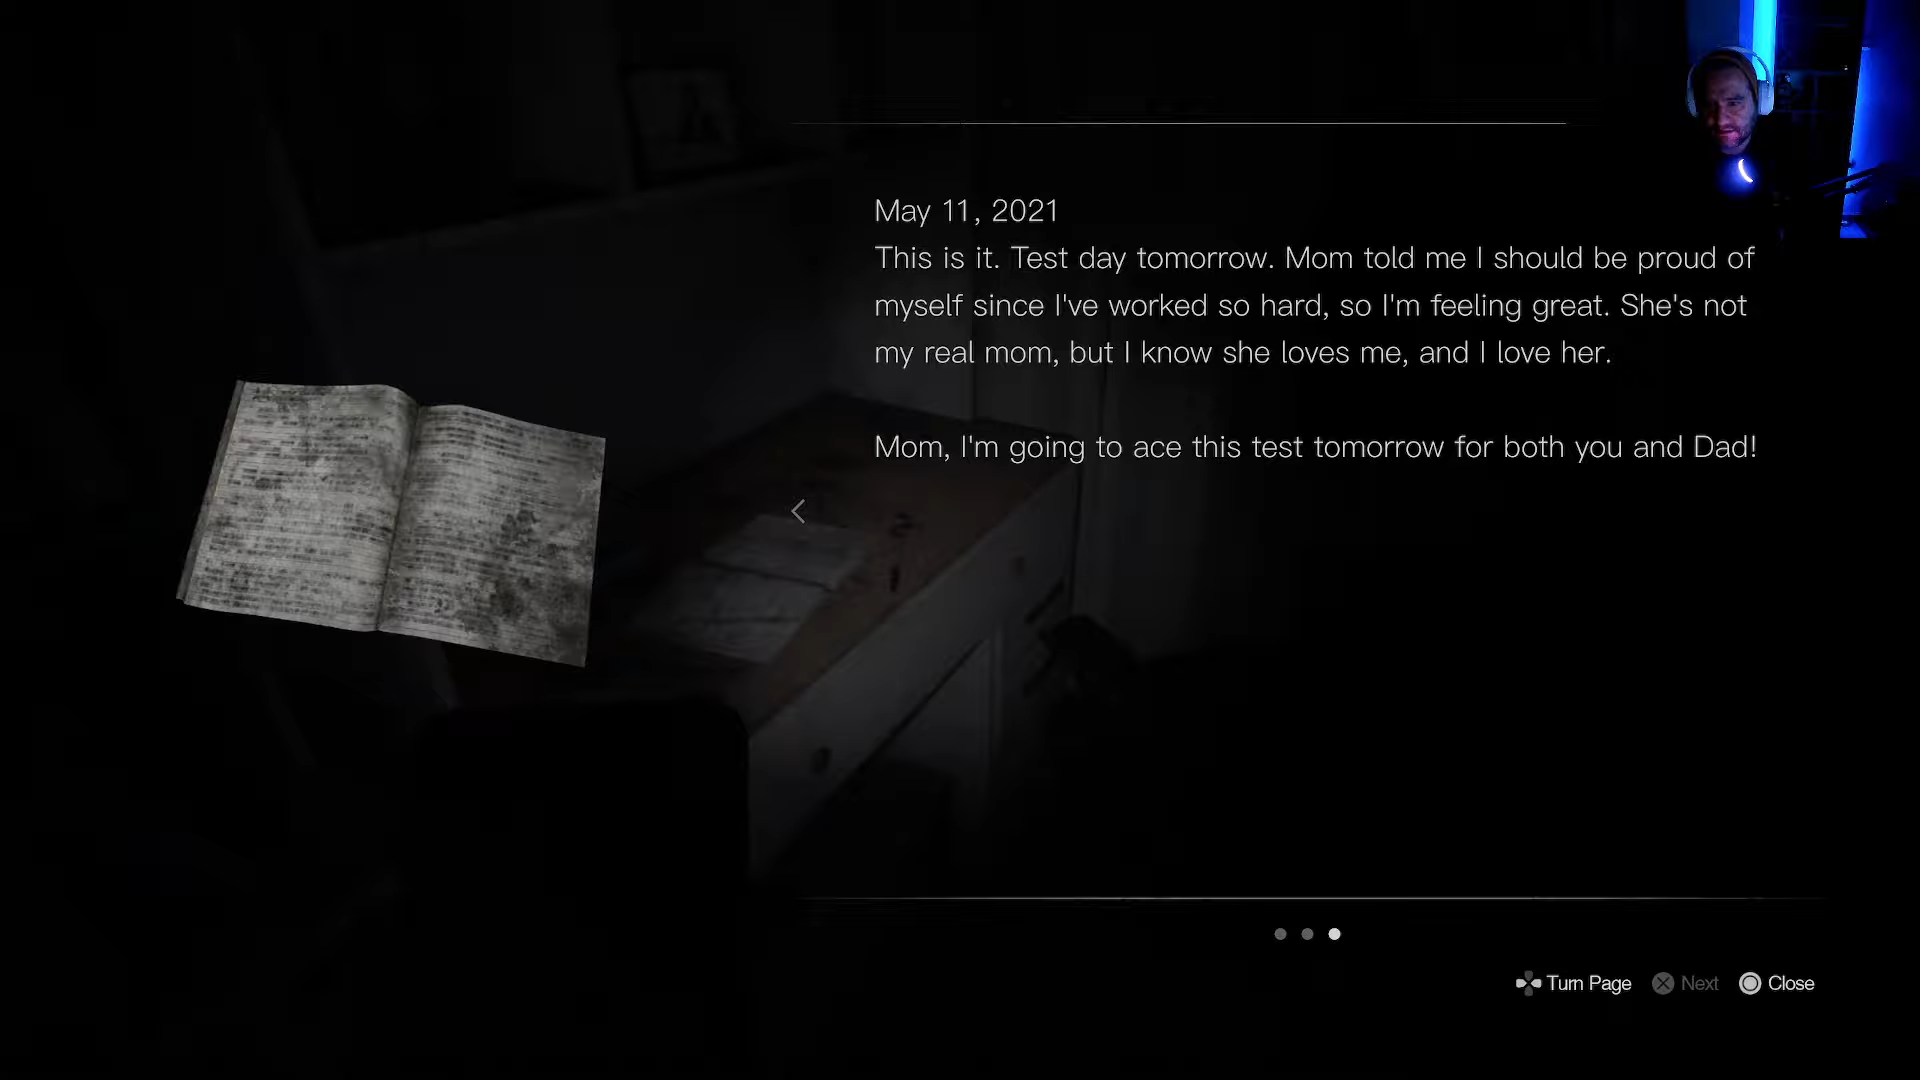 May 11, 2021
This is it. Test day tomorrow. Mom told me I should be proud of
myself since I've worked so hard, so I'm feeling great. She's not
my real mom, but I know she loves me, and I love her.
Mom, I'm going to ace this test tomorrow for both you and Dad!
Turn Page Next Close